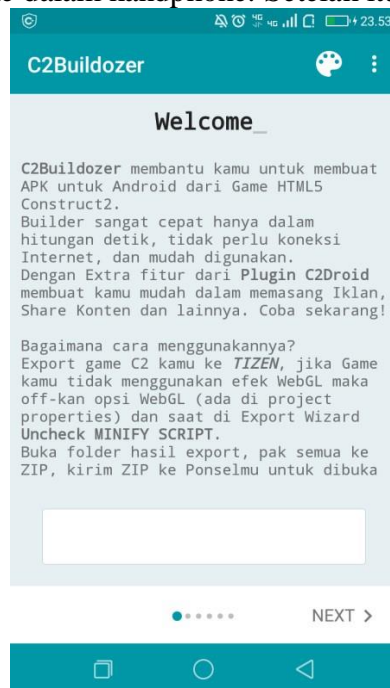 23.53
C2Buildozer
Welcome_
C2Buildozer membantu kamu untuk membuat
APK untuk Android dari Game HTML5
Construct2.
Builder sangat cepat hanya dalam
hitungan detik, tidak perlu koneksi
Internet, dan mudah digunakan.
Dengan Extra fitur dari Plugin C2Droid
membuat kamu mudah dalam memasang Iklan,
Share Konten dan lainnya. Coba sekarang!
Bagaimana cara menggunakannya?
Export game C2 kamu ke TIZEN, jika Game
kamu tidak menggunakan efek WebGL maka
off-kan opsi WebGL (ada di project
properties) dan saat di Export Wizard
Uncheck MINIFY SCRIPT.
Buka folder hasil export, pak semua ke
ZIP, kirim ZIP ke Ponselmu untuk dibuka
NEXT >